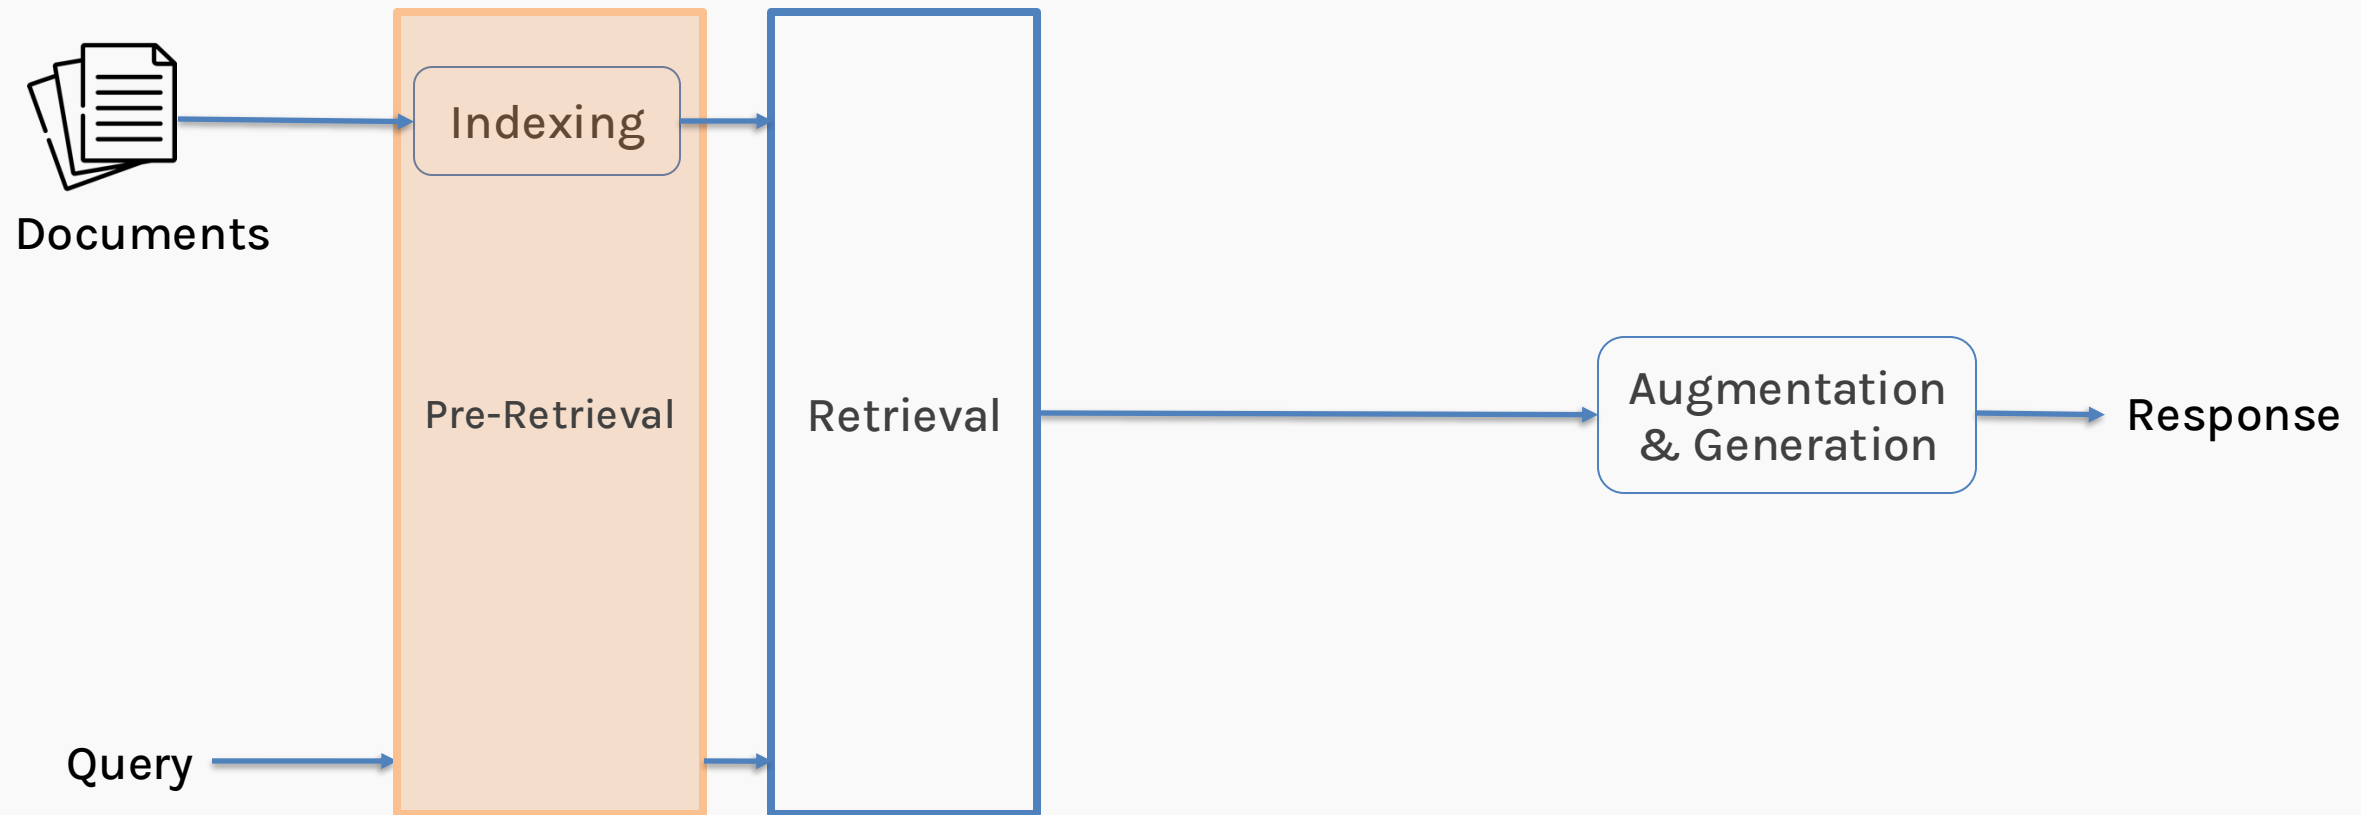 Indexing
Documents
Pre-Retrieval
Retrieval
Augmentation
& Generation
Response
Query